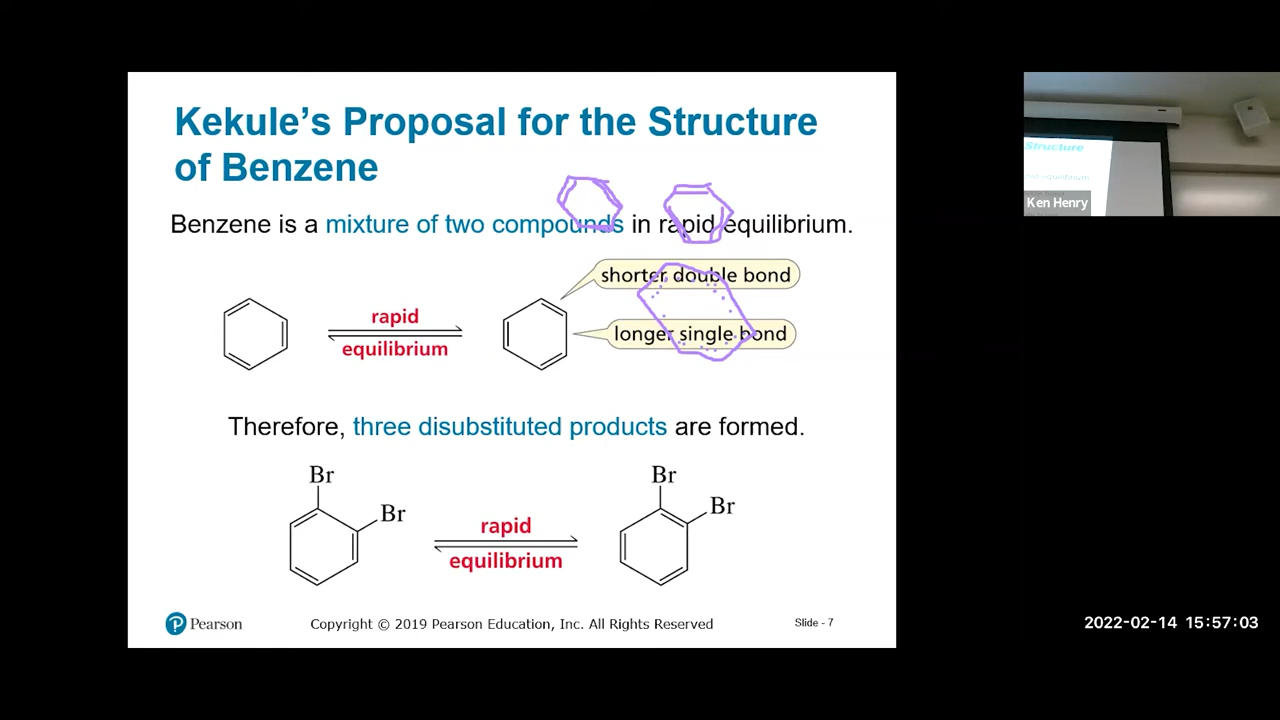 Kekule’s Proposal for the Structure
of Benzene
Benzene is a mixture of two compounds in rapid equilibrium.
shorter double bond
longer single bond
rapid
equilibrium
Therefore, three disubstituted products are formed.
Br
Br
rapid
equilibrium
Br
Br
Pearson
Copyright © 2019 Pearson Education, Inc. All Rights Reserved
Slide - 7
Structure
equilibrium
Ken Henry
2022-02-14 15:57:03